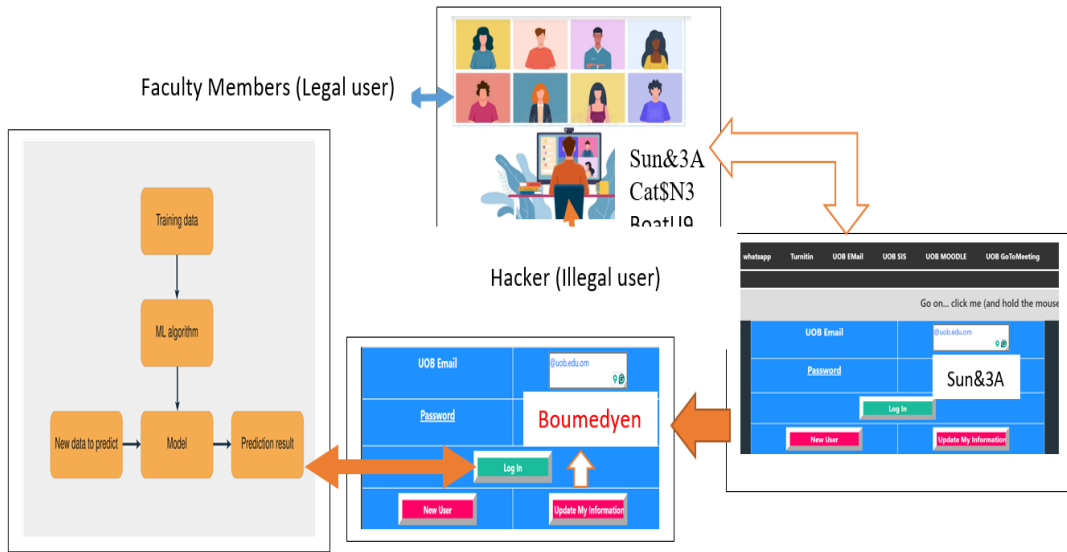 Faculty Members (Legal user)
Sun&3A
Cat$N3
BoatU9
Hacker (Illegal user)
Training data
ML algorithm
New data to predict
Model
Prediction result
UOB Email
@uob.edu.om
Password
Boumedyen
Log In
New User
Update My Information
whatsapp Turnitin UOB EMail UOB SIS UOB MOODLE UOB GoToMeeting
Go on... click me (and hold the mouse
UOB Email
@uob.edu.om
Password
Sun&3A
Log In
New User
Update My Information